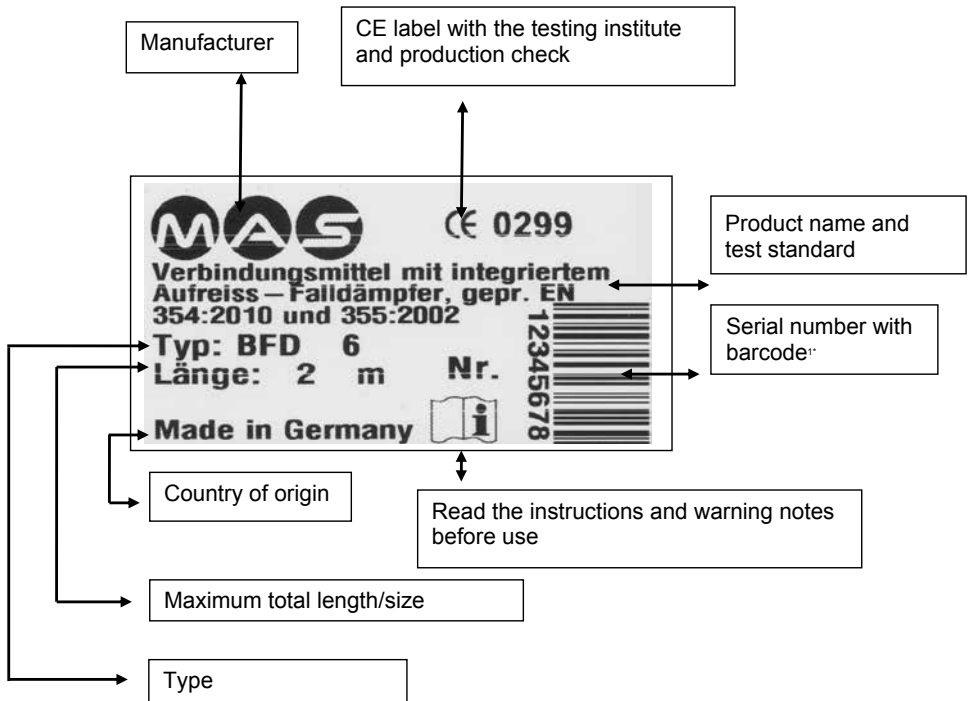 Manufacturer
CE label with the testing institute
and production check
MAS
CE 0299
Verbindungsmittel mit integriertem
Aufreiss – Falldämpfer, gepr. EN
354:2010 und 355:2002
Typ: BFD 6
Länge: 2 m
Nr.
12345678
Made in Germany
i
Product name and
test standard
Serial number with
barcode¹*
Country of origin
Read the instructions and warning notes
before use
Maximum total length/size
Type